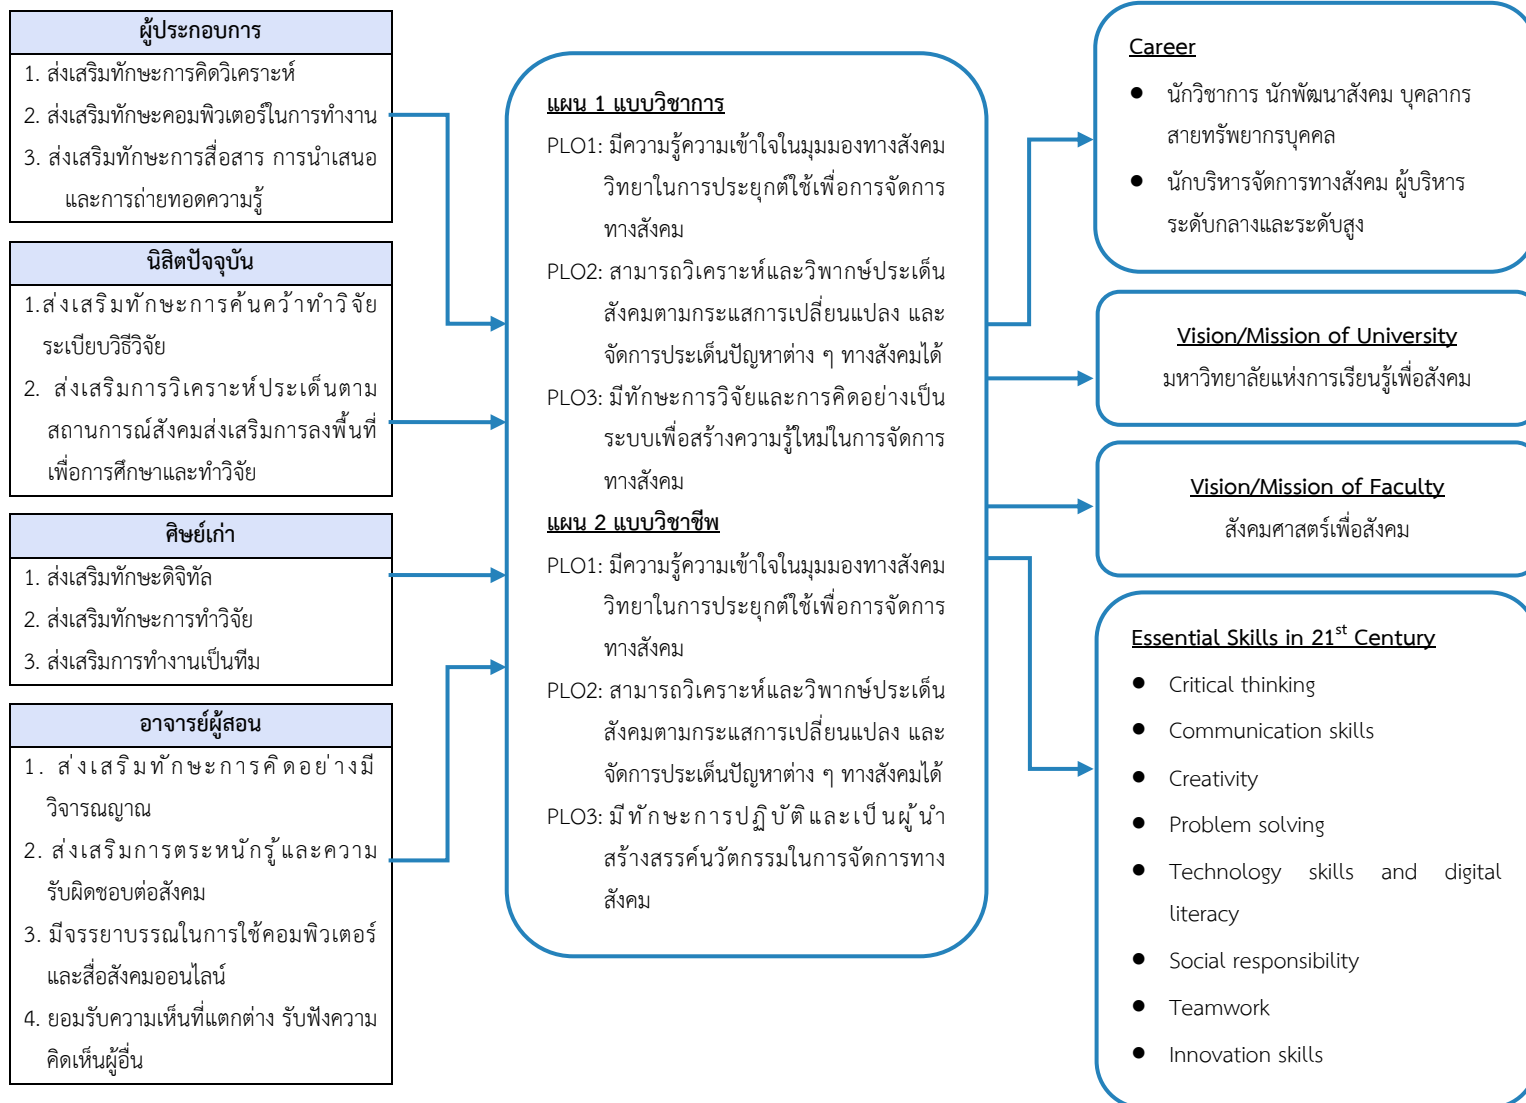 ผู้ประกอบการ
1. ส่งเสริมทักษะการคิดวิเคราะห์
2. ส่งเสริมทักษะคอมพิวเตอร์ในการทำงาน
3. ส่งเสริมทักษะการสื่อสาร การนำเสนอ
และการถ่ายทอดความรู้
นิสิตปัจจุบัน
1.ส่งเสริมทักษะการค้นคว้าทำวิจัย
ระเบียบวิธีวิจัย
2. ส่งเสริมการวิเคราะห์ประเด็นตาม
สถานการณ์สังคมส่งเสริมการลงพื้นที่
เพื่อการศึกษาและทำวิจัย
ศิษย์เก่า
1. ส่งเสริมทักษะดิจิทัล
2. ส่งเสริมทักษะการทำวิจัย
3. ส่งเสริมการทำงานเป็นทีม
อาจารย์ผู้สอน
1. ส่งเสริมทักษะการคิดอย่างมี
วิจารณญาณ
2. ส่งเสริมการตระหนักรู้และความ
รับผิดชอบต่อสังคม
3. มีจรรยาบรรณในการใช้คอมพิวเตอร์
และสื่อสังคมออนไลน์
4. ยอมรับความเห็นที่แตกต่าง รับฟังความ
คิดเห็นผู้อื่น
แผน 1 แบบวิชาการ
PLO1: มีความรู้ความเข้าใจในมุมมองทางสังคม
วิทยาในการประยุกต์ใช้เพื่อการจัดการ
ทางสังคม
PLO2: สามารถวิเคราะห์และวิพากษ์ประเด็น
สังคมตามกระแสการเปลี่ยนแปลง และ
จัดการประเด็นปัญหาต่าง ๆ ทางสังคมได้
PLO3: มีทักษะการวิจัยและการคิดอย่างเป็น
ระบบเพื่อสร้างความรู้ใหม่ในการจัดการ
ทางสังคม
แผน 2 แบบวิชาชีพ
PLO1: มีความรู้ความเข้าใจในมุมมองทางสังคม
วิทยาในการประยุกต์ใช้เพื่อการจัดการ
ทางสังคม
PLO2: สามารถวิเคราะห์และวิพากษ์ประเด็น
สังคมตามกระแสการเปลี่ยนแปลง และ
จัดการประเด็นปัญหาต่าง ๆ ทางสังคมได้
PLO3: มีทักษะการปฏิบัติและเป็นผู้นำ
สร้างสรรค์นวัตกรรมในการจัดการทาง
สังคม
Career
● นักวิชาการ นักพัฒนาสังคม บุคลากร
สายทรัพยากรบุคคล
● นักบริหารจัดการทางสังคม ผู้บริหาร
ระดับกลางและระดับสูง
Vision/Mission of University
มหาวิทยาลัยแห่งการเรียนรู้เพื่อสังคม
Vision/Mission of Faculty
สังคมศาสตร์เพื่อสังคม
Essential Skills in 21st Century
● Critical thinking
● Communication skills
● Creativity
● Problem solving
● Technology skills and digital
literacy
● Social responsibility
● Teamwork
● Innovation skills